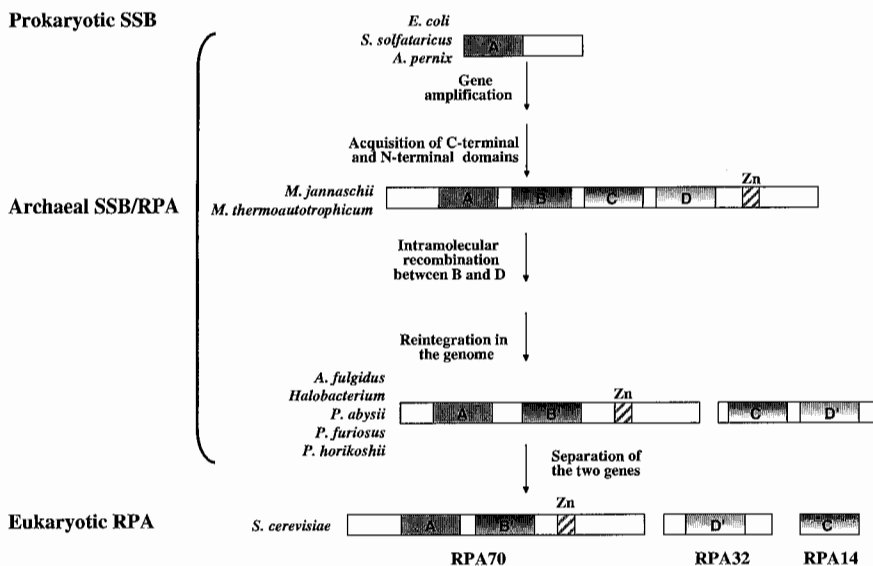 Prokaryotic SSB
E. coli
S. solfataricus
A. pernix
A
Gene
amplification
Acquisition of C-terminal
and N-terminal domains
Zn
Archaeal SSB/RPA
M. jannaschii
M. thermoautotrophicum
A B C D
Intramolecular
recombination
between B and D
Reintegration in
the genome
A. fulgidus
Halobacterium
P. abysii
P. furiosus
P. horikoshii
Zn
A B' C D'
Separation of
the two genes
Zn
Eukaryotic RPA
S. cerevisiae
A B' D' C
RPA70 RPA32 RPA14